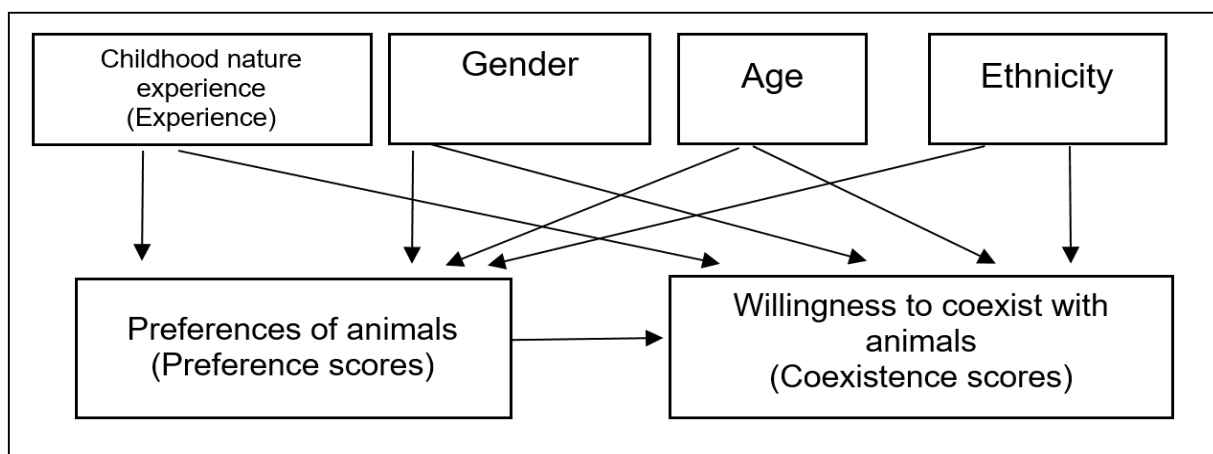 Childhood nature
experience
(Experience)
Gender
Age
Ethnicity
Preferences of animals
(Preference scores)
Willingness to coexist with
animals
(Coexistence scores)